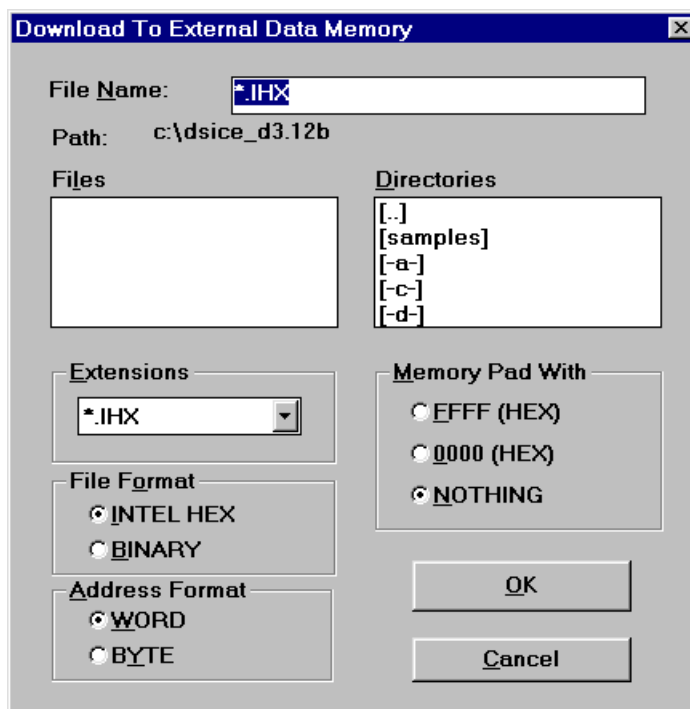 Download To External Data Memory
File Name: *.IHX
Path: c:\dsice_d3.12b
Files
Directories
[..]
[samples]
[-a-]
[-c-]
[-d-]
Extensions
*.IHX
File Format
INTEL HEX
BINARY
Address Format
WORD
BYTE
Memory Pad With
FFFF (HEX)
0000 (HEX)
NOTHING
OK
Cancel